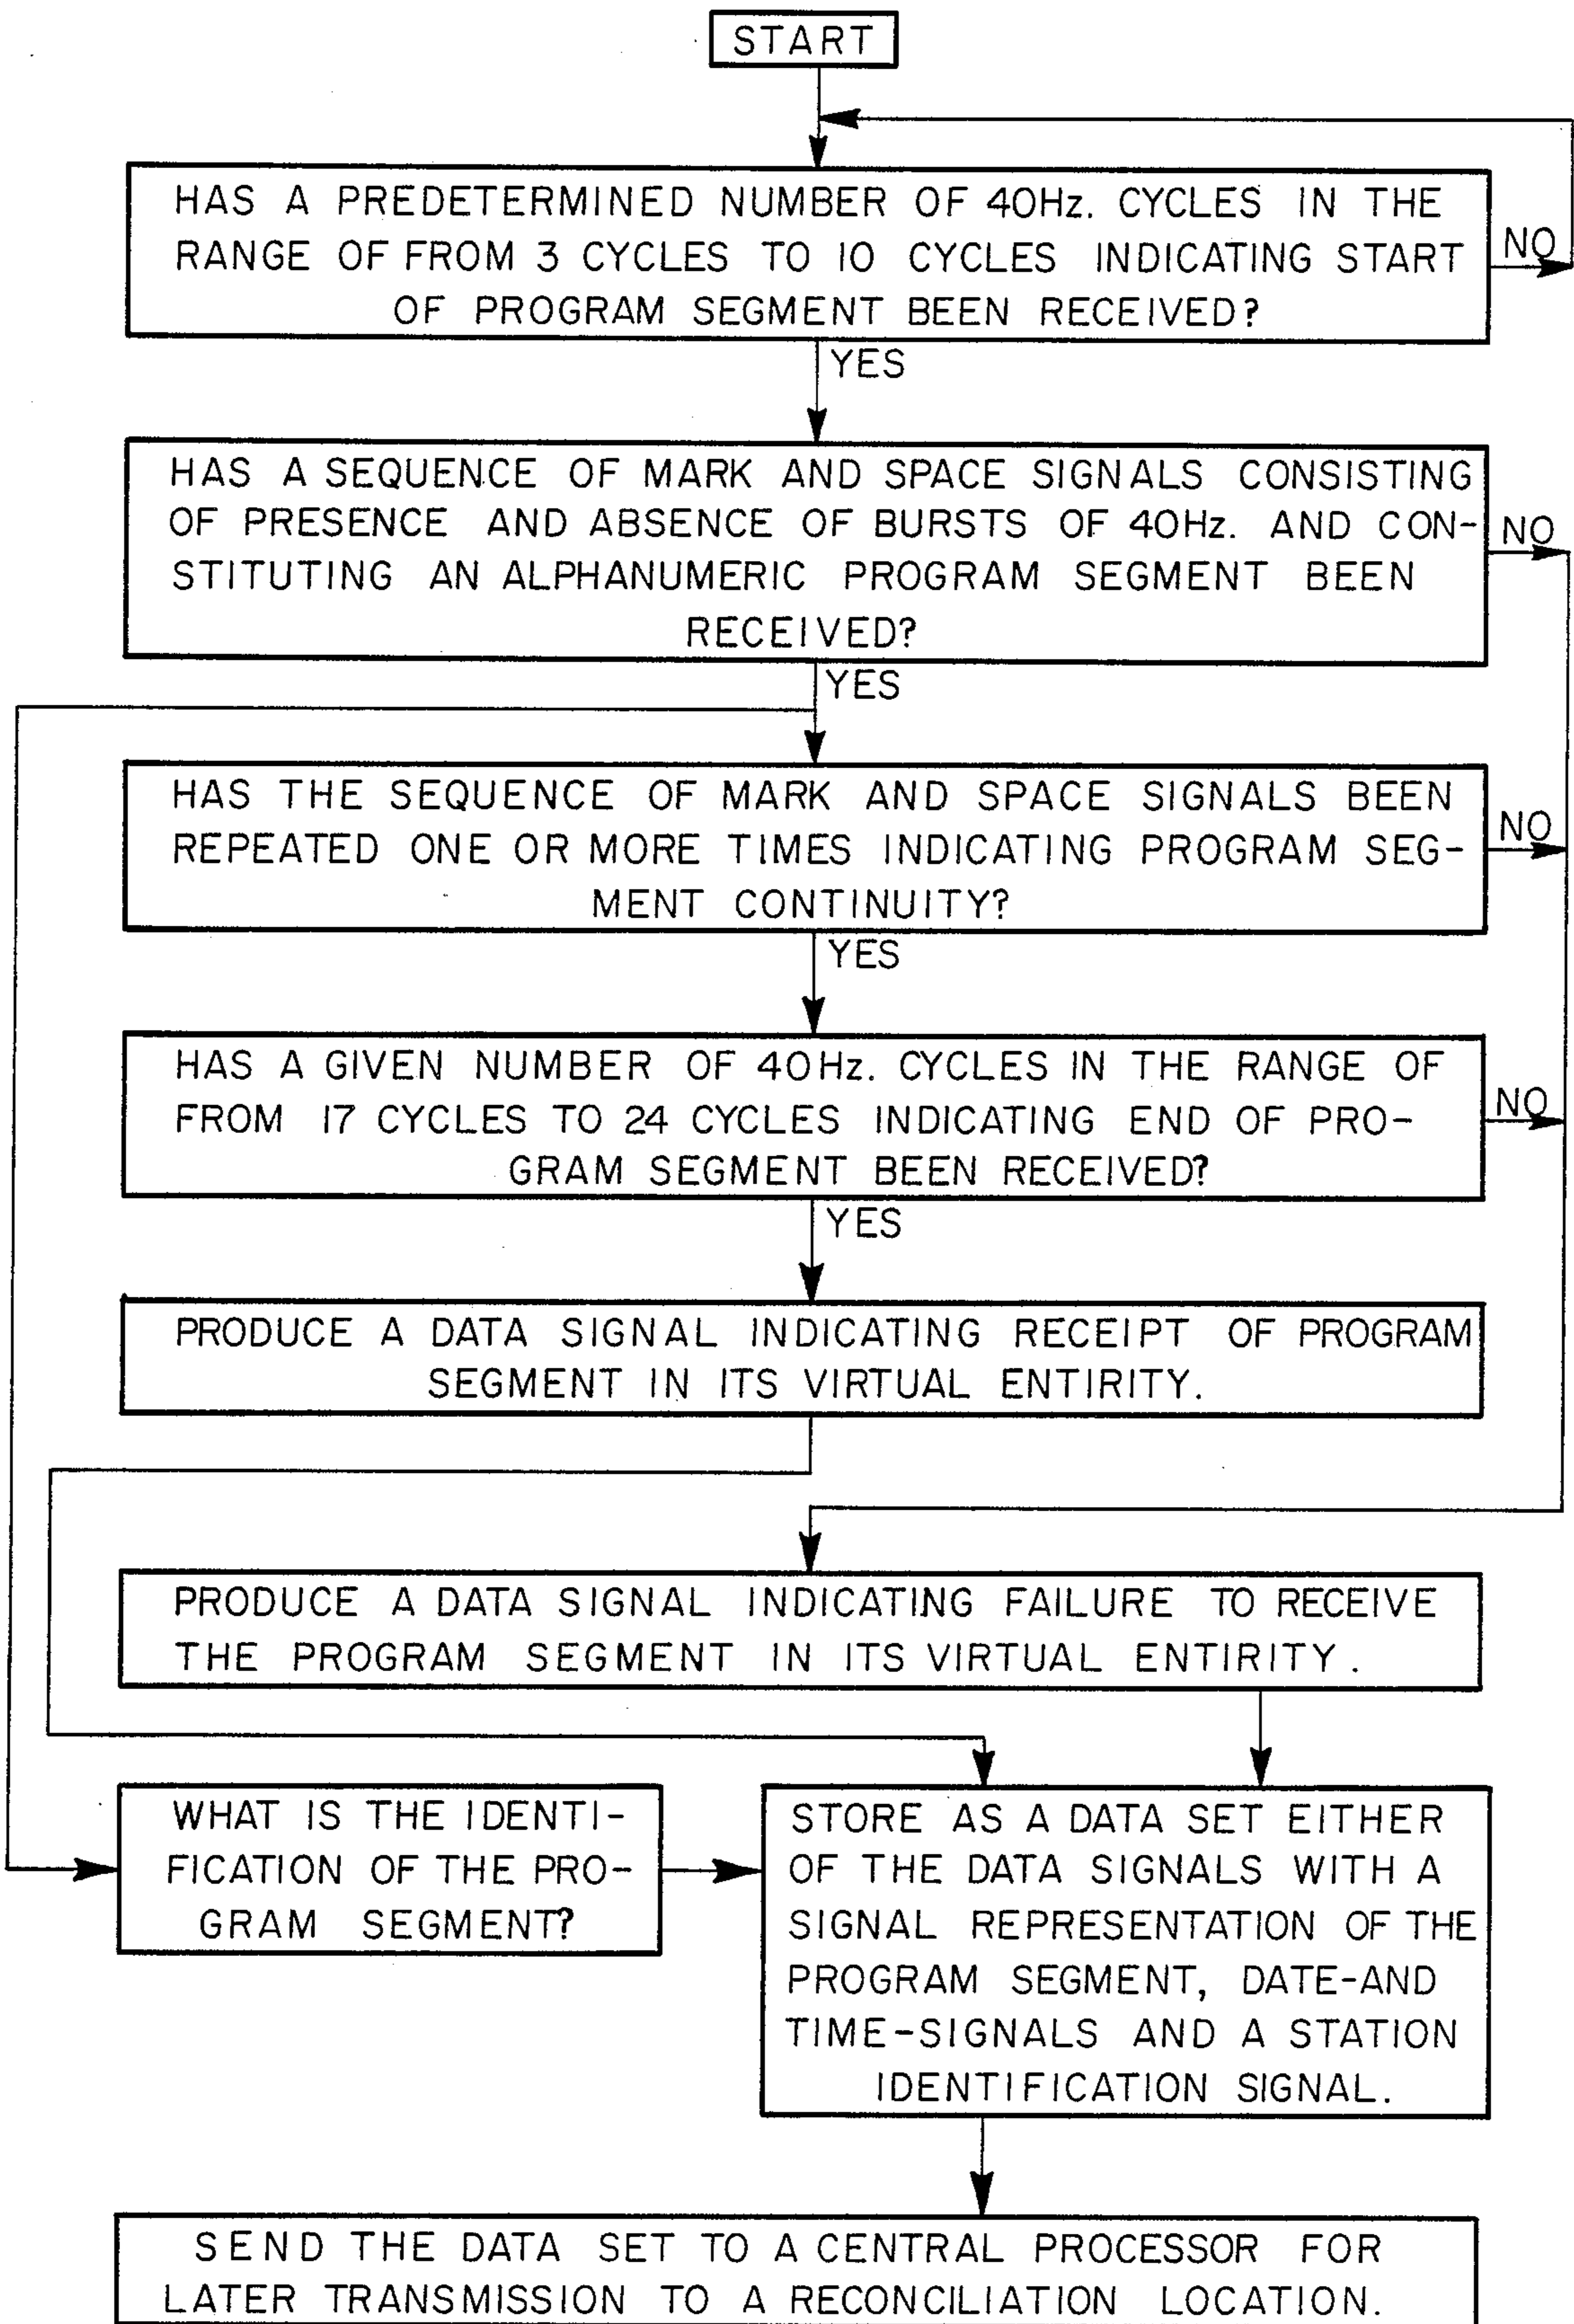 START
HAS A PREDETERMINED NUMBER OF 40Hz. CYCLES IN THE
RANGE OF FROM 3 CYCLES TO 10 CYCLES INDICATING START
OF PROGRAM SEGMENT BEEN RECEIVED?
NO
YES
HAS A SEQUENCE OF MARK AND SPACE SIGNALS CONSISTING
OF PRESENCE AND ABSENCE OF BURSTS OF 40Hz. AND CON-
STITUTING AN ALPHANUMERIC PROGRAM SEGMENT BEEN
RECEIVED?
NO
YES
HAS THE SEQUENCE OF MARK AND SPACE SIGNALS BEEN
REPEATED ONE OR MORE TIMES INDICATING PROGRAM SEG-
MENT CONTINUITY?
NO
YES
HAS A GIVEN NUMBER OF 40Hz. CYCLES IN THE RANGE OF
FROM 17 CYCLES TO 24 CYCLES INDICATING END OF PRO-
GRAM SEGMENT BEEN RECEIVED?
NO
YES
PRODUCE A DATA SIGNAL INDICATING RECEIPT OF PROGRAM
SEGMENT IN ITS VIRTUAL ENTIRITY.
PRODUCE A DATA SIGNAL INDICATING FAILURE TO RECEIVE
THE PROGRAM SEGMENT IN ITS VIRTUAL ENTIRITY.
WHAT IS THE IDENTI-
FICATION OF THE PRO-
GRAM SEGMENT?
STORE AS A DATA SET EITHER
OF THE DATA SIGNALS WITH A
SIGNAL REPRESENTATION OF THE
PROGRAM SEGMENT, DATE-AND
TIME-SIGNALS AND A STATION
IDENTIFICATION SIGNAL.
SEND THE DATA SET TO A CENTRAL PROCESSOR FOR
LATER TRANSMISSION TO A RECONCILIATION LOCATION.